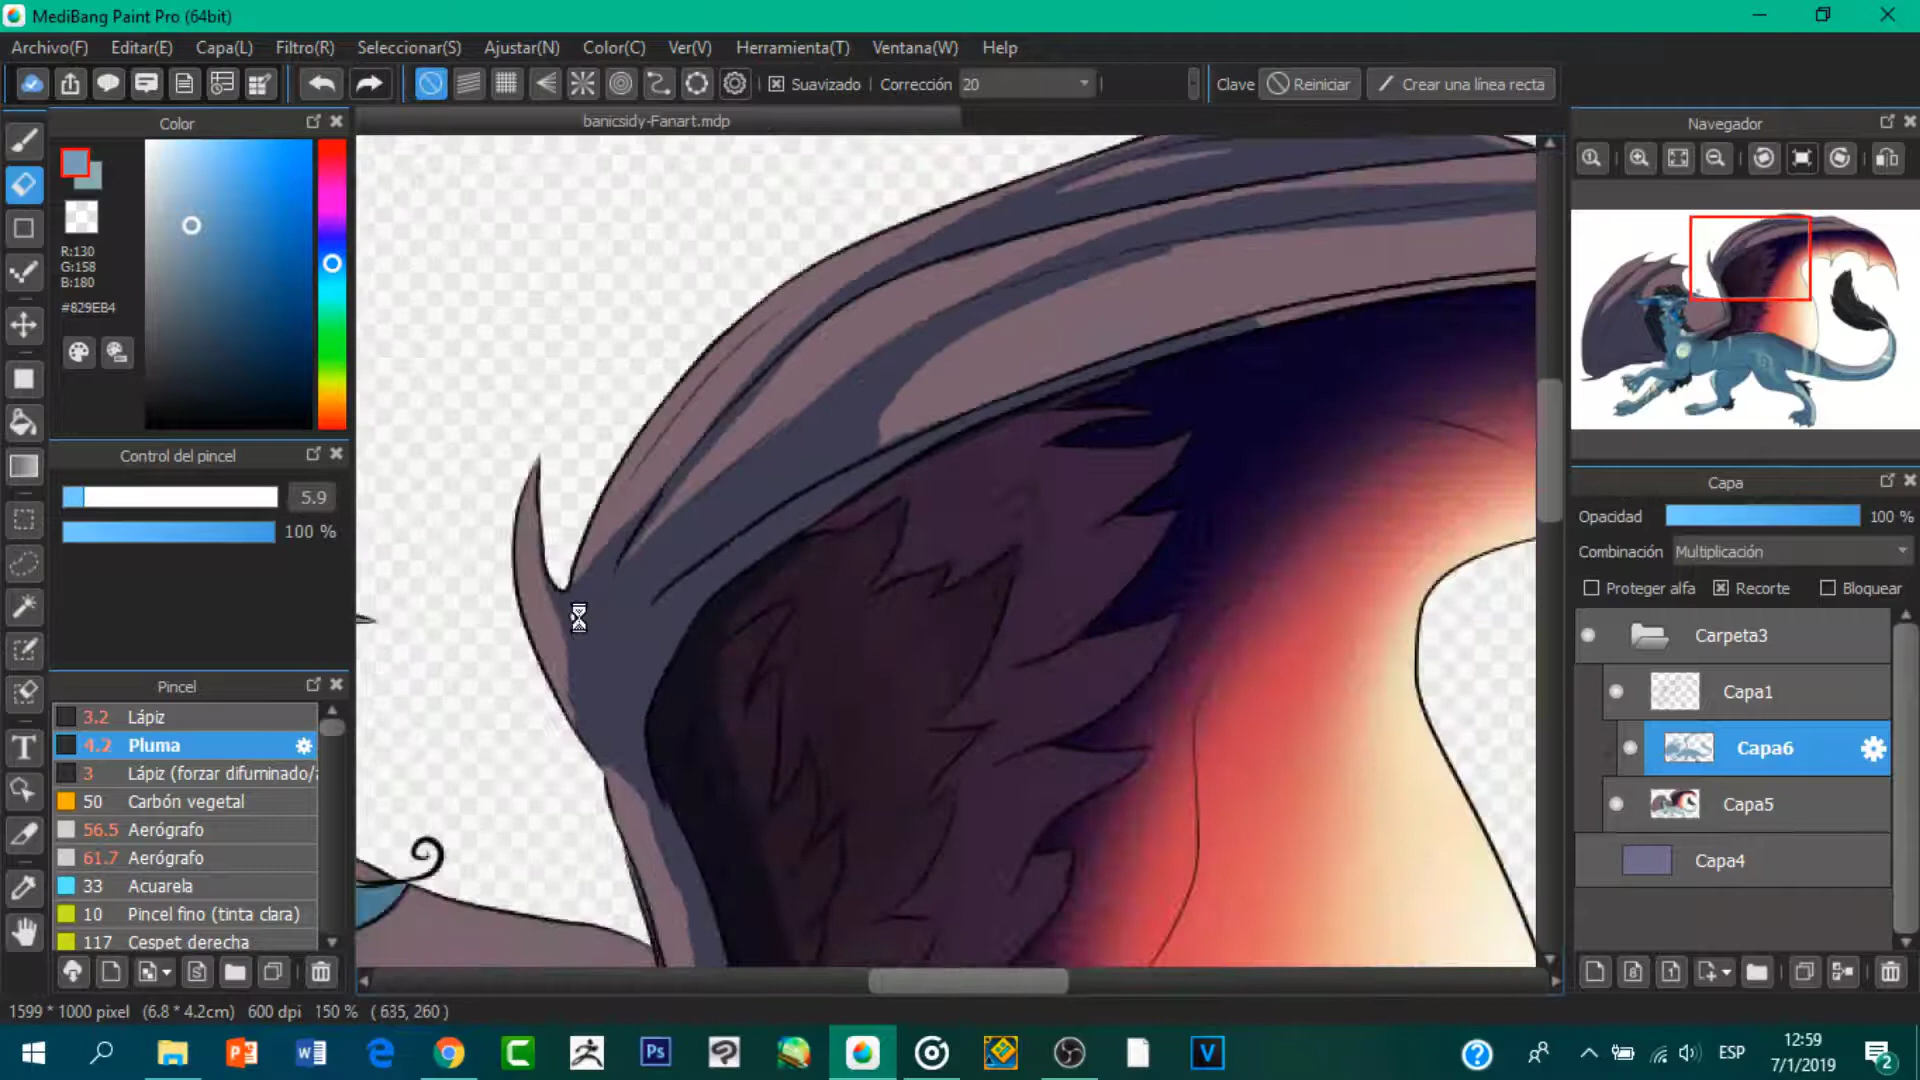 MediBang Paint Pro (64bit)
Archivo(F) Editar(E) Capa(L) Filtro(R) Seleccionar(S) Ajustar(N) Color(C) Ver(V) Herramienta(T) Ventana(W) Help
Suavizado Corrección 20 Clave Reiniciar Crear una línea recta
Color
banicsidy-Fanart.mdp
Navegador
R:130
G:158
B:180
#829EB4
Control del pincel
5.9
100 %
Capa
Opacidad 100 %
Combinación Multiplicación
Proteger alfa Recorte Bloquear
Carpeta3
Capa1
Capa6
Capa5
Capa4
Pincel
3.2 Lápiz
4.2 Pluma
3 Lápiz (forzar difuminado/
50 Carbón vegetal
56.5 Aerógrafo
61.7 Aerógrafo
33 Acuarela
10 Pincel fino (tinta clara)
117 Cespet derecha
1599 * 1000 pixel (6.8 * 4.2cm) 600 dpi 150 % ( 635, 260 )
ESP
12:59
7/1/2019
2